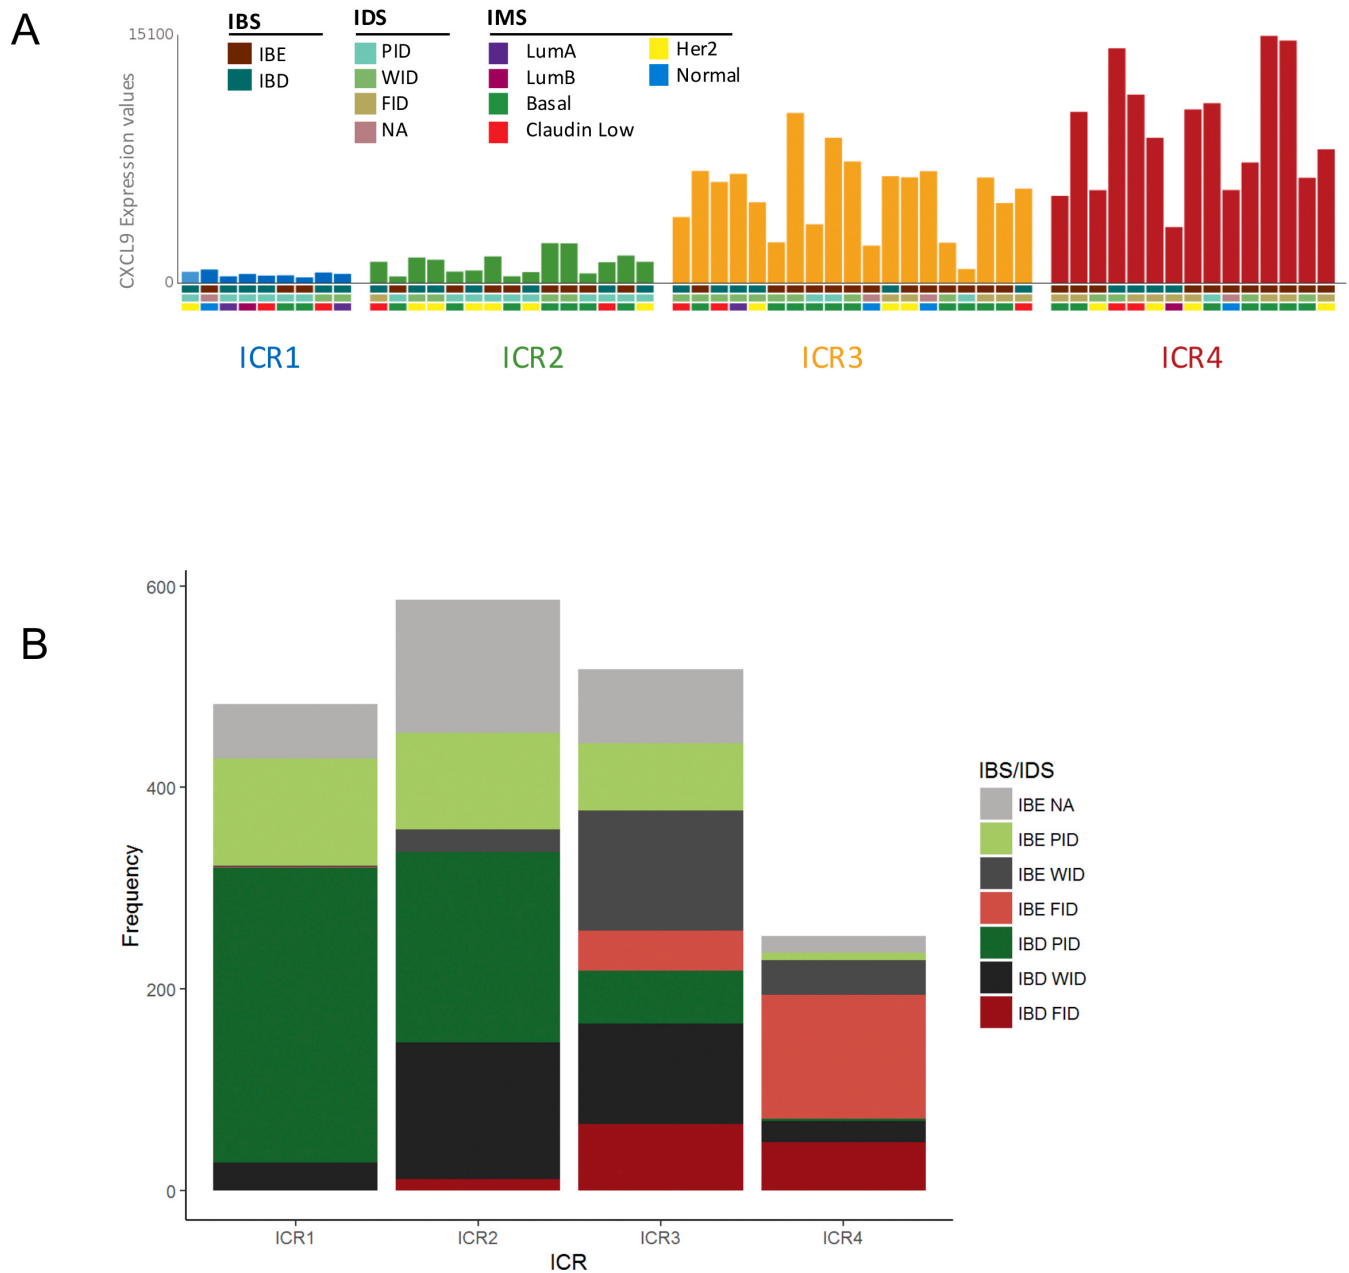 A
IBS
IBE
IBD
IDS
PID
WID
FID
NA
IMS
LumA
LumB
Basal
Claudin Low
Her2
Normal
15100
0
CXCL9 Expression values
ICR1
ICR2
ICR3
ICR4
B
600
400
200
0
Frequency
ICR1
ICR2
ICR3
ICR4
ICR
IBS/IDS
IBE NA
IBE PID
IBE WID
IBE FID
IBD PID
IBD WID
IBD FID